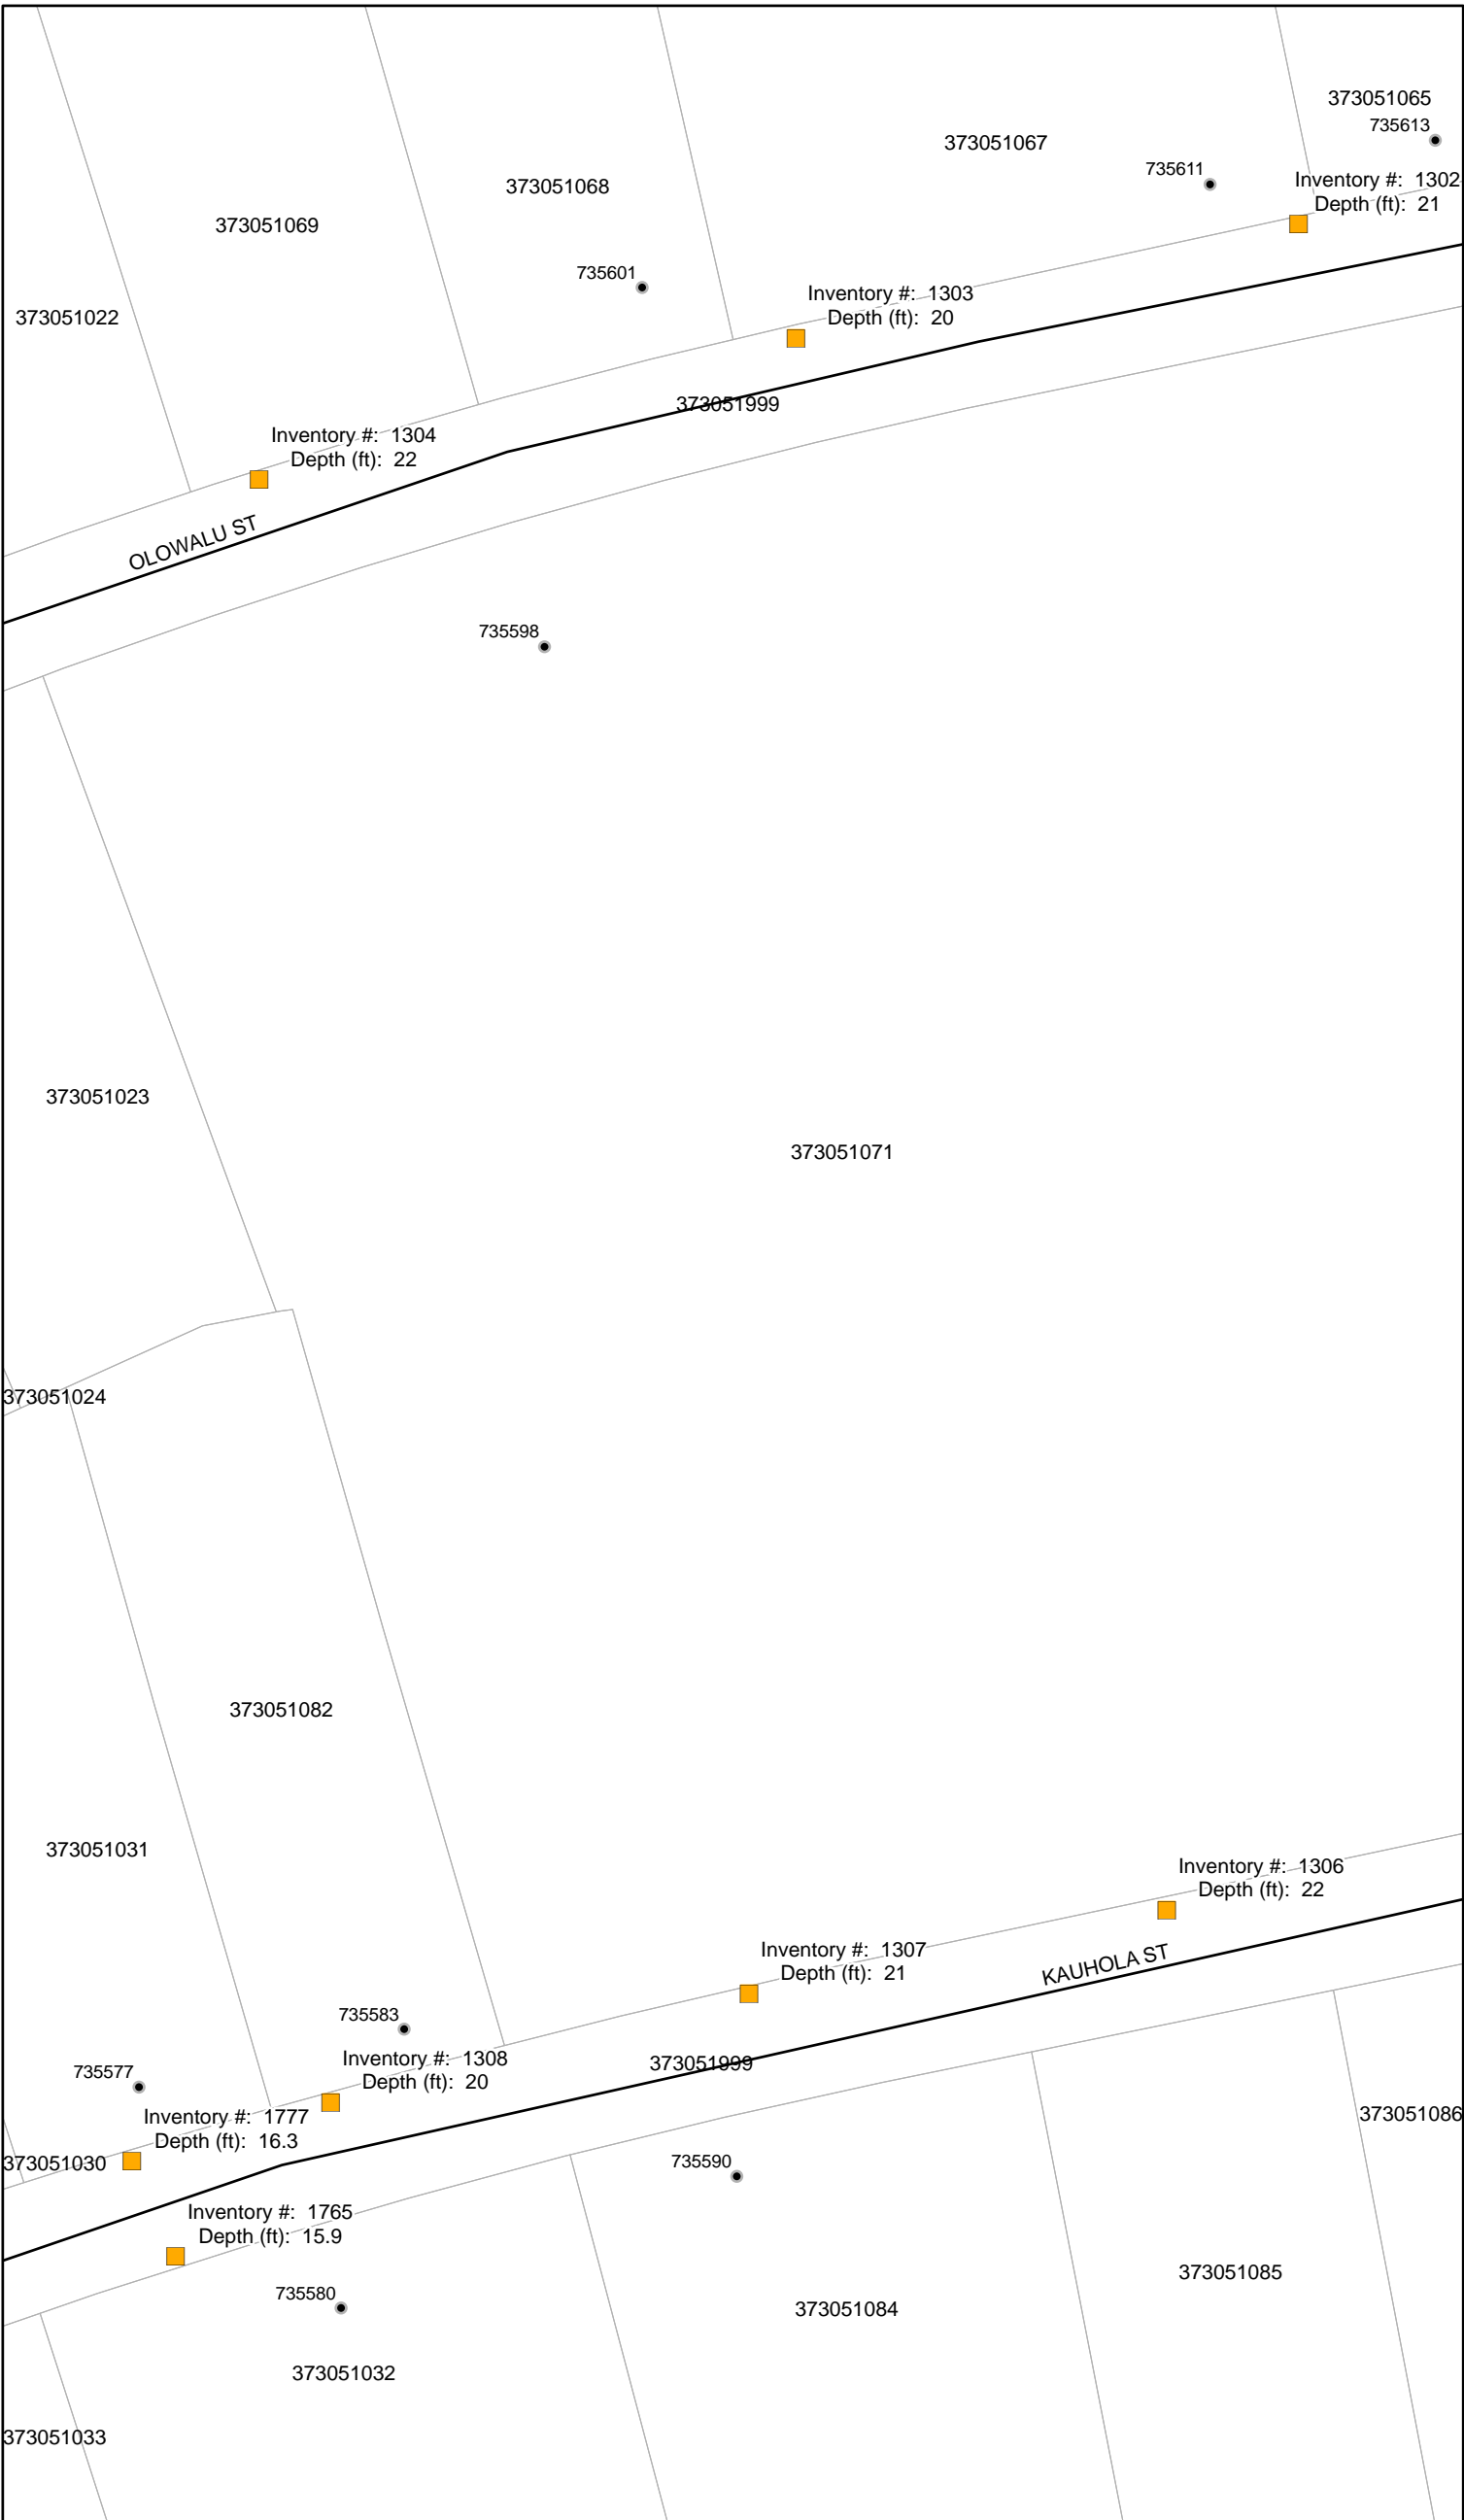 373051065
735613
373051067
735611
Inventory #: 1302
Depth (ft): 21
373051068
373051069
735601
Inventory #: 1303
Depth (ft): 20
373051022
373051999
Inventory #: 1304
Depth (ft): 22
OLOWALU ST
735598
373051023
373051071
373051024
373051082
373051031
Inventory #: 1306
Depth (ft): 22
Inventory #: 1307
Depth (ft): 21
KAUHOLA ST
735583
Inventory #: 1308
Depth (ft): 20
373051999
735577
Inventory #: 1777
Depth (ft): 16.3
373051086
373051030
735590
Inventory #: 1765
Depth (ft): 15.9
373051085
735580
373051084
373051032
373051033